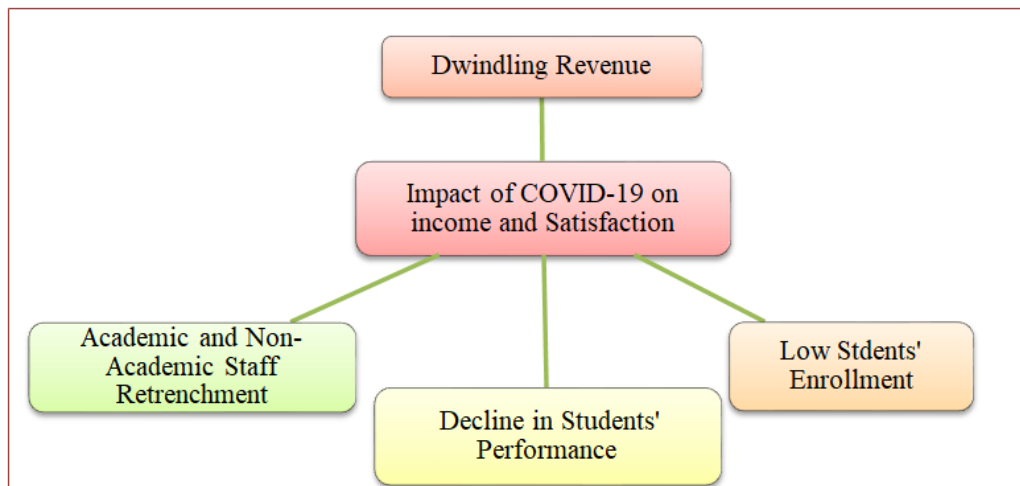 Dwindling Revenue
Impact of COVID-19 on
income and Satisfaction
Academic and Non-
Academic Staff
Retrenchment
Decline in Students'
Performance
Low Stdents'
Enrollment